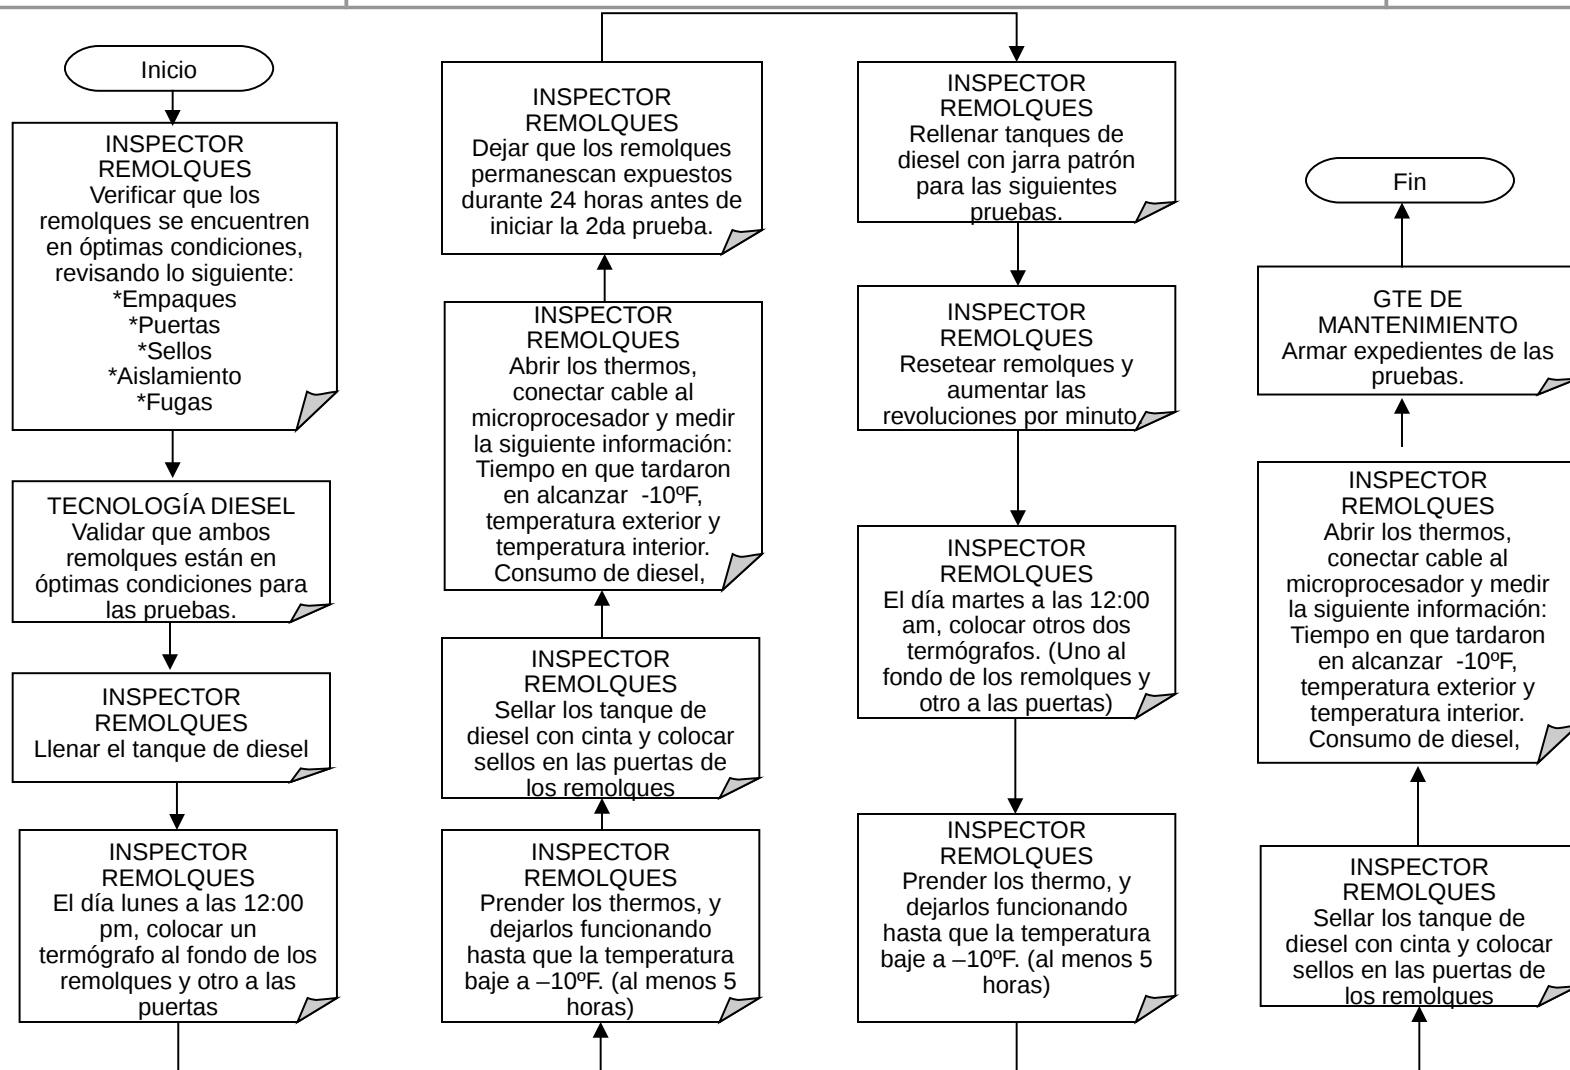 Inicio
INSPECTOR
REMOLQUES
Verificar que los
remolques se encuentren
en óptimas condiciones,
revisando lo siguiente:
*Empaques
*Puertas
*Sellos
*Aislamiento
*Fugas
TECNOLOGÍA DIESEL
Validar que ambos
remolques están en
óptimas condiciones para
las pruebas.
INSPECTOR
REMOLQUES
Llenar el tanque de diesel
INSPECTOR
REMOLQUES
El día lunes a las 12:00
pm, colocar un
termógrafo al fondo de los
remolques y otro a las
puertas
INSPECTOR
REMOLQUES
Prender los thermos, y
dejarlos funcionando
hasta que la temperatura
baje a –10ºF. (al menos 5
horas)
INSPECTOR
REMOLQUES
Sellar los tanque de
diesel con cinta y colocar
sellos en las puertas de
los remolques
INSPECTOR
REMOLQUES
Abrir los thermos,
conectar cable al
microprocesador y medir
la siguiente información:
Tiempo en que tardaron
en alcanzar  -10ºF,
temperatura exterior y
temperatura interior.
Consumo de diesel,
INSPECTOR
REMOLQUES
Dejar que los remolques
permanescan expuestos
durante 24 horas antes de
iniciar la 2da prueba.
INSPECTOR
REMOLQUES
Rellenar tanques de
diesel con jarra patrón
para las siguientes
pruebas.
INSPECTOR
REMOLQUES
Resetear remolques y
aumentar las
revoluciones por minuto
INSPECTOR
REMOLQUES
El día martes a las 12:00
am, colocar otros dos
termógrafos. (Uno al
fondo de los remolques y
otro a las puertas)
INSPECTOR
REMOLQUES
Prender los thermo, y
dejarlos funcionando
hasta que la temperatura
baje a –10ºF. (al menos 5
horas)
INSPECTOR
REMOLQUES
Sellar los tanque de
diesel con cinta y colocar
sellos en las puertas de
los remolques
INSPECTOR
REMOLQUES
Abrir los thermos,
conectar cable al
microprocesador y medir
la siguiente información:
Tiempo en que tardaron
en alcanzar  -10ºF,
temperatura exterior y
temperatura interior.
Consumo de diesel,
GTE DE
MANTENIMIENTO
Armar expedientes de las
pruebas.
Fin